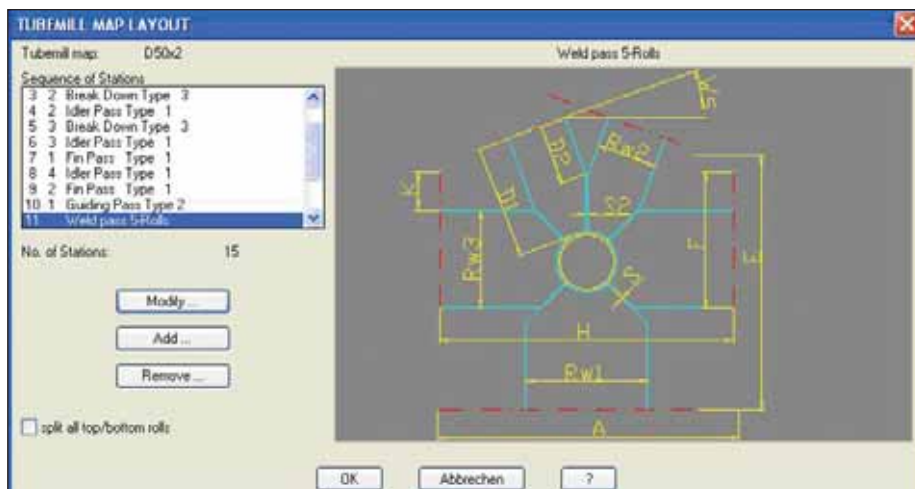 TUBEMILL MAP LAYOUT
Tubemill map: D50x2
Weld pass 5-Rolls
Sequence of Stations
3 2 Break Down Type 3
4 2 Idler Pass Type 1
5 3 Break Down Type 3
6 3 Idler Pass Type 1
7 1 Fin Pass Type 1
8 4 Idler Pass Type 1
9 2 Fin Pass Type 1
10 1 Guiding Pass Type 2
11 Weld pass 5-Rolls
No. of Stations: 15
Modify ...
Add ...
Remove ...
split all top/bottom rolls
D1
D2
Rw2
K
S2
Rw3
F
E
S
H
Rw1
A
OK
Abbrechen
?